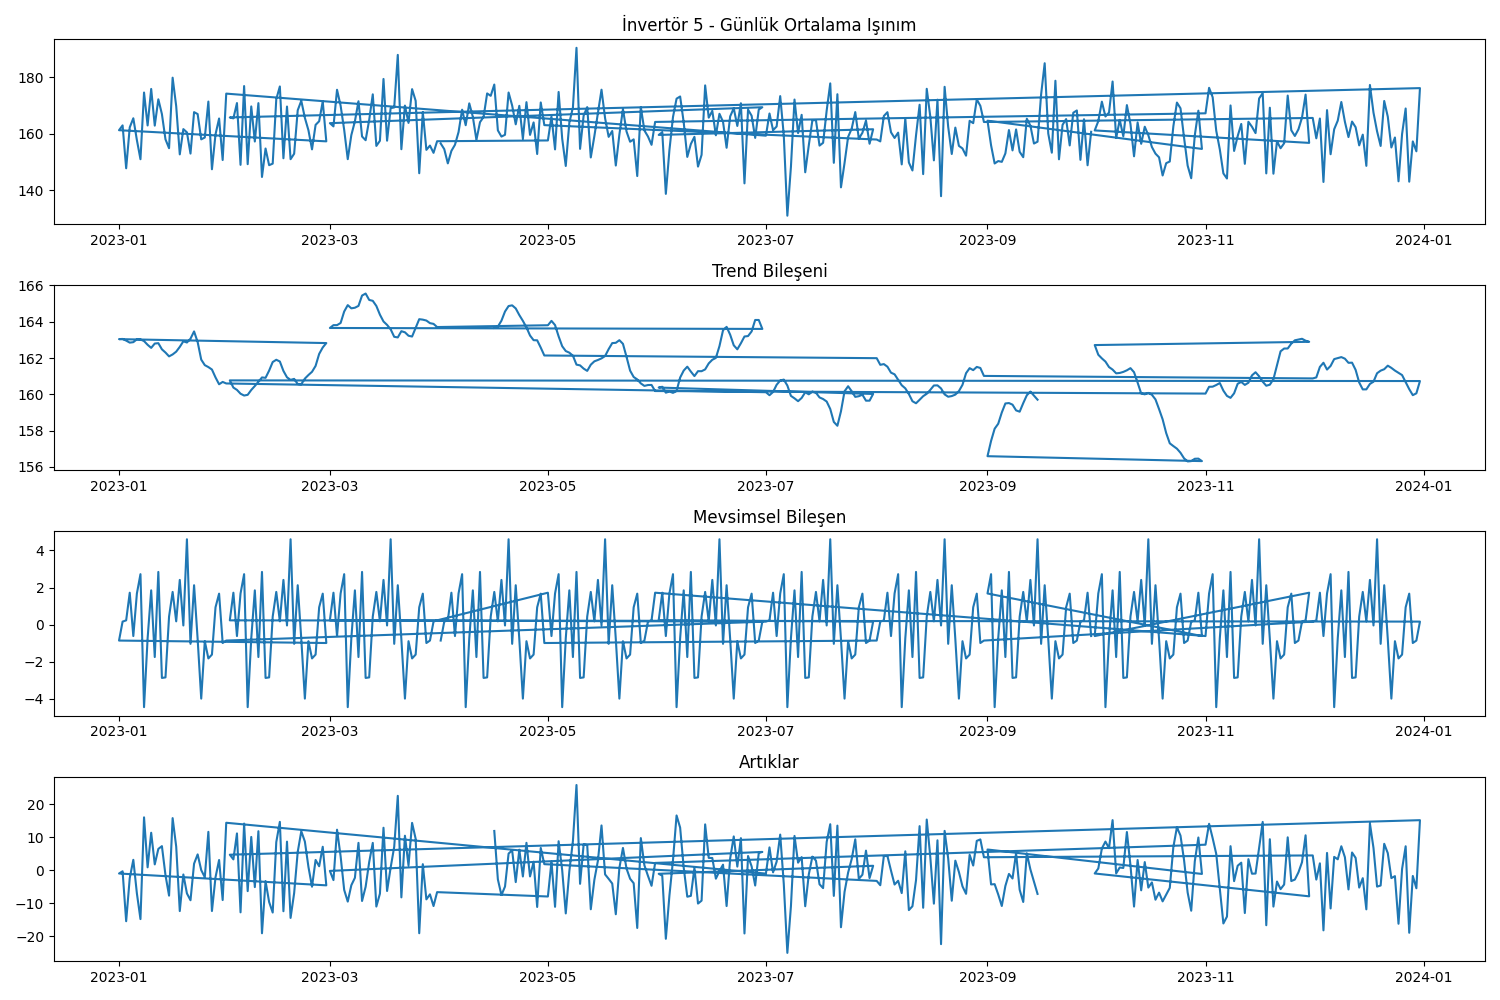 İnvertör 5 - Günlük Ortalama Işınım
180
160
140
2023-01 2023-03 2023-05 2023-07 2023-09 2023-11 2024-01
Trend Bileşeni
166
164
162
160
158
156
2023-01 2023-03 2023-05 2023-07 2023-09 2023-11 2024-01
Mevsimsel Bileşen
4
2
0
−2
−4
2023-01 2023-03 2023-05 2023-07 2023-09 2023-11 2024-01
Artıklar
20
10
0
−10
−20
2023-01 2023-03 2023-05 2023-07 2023-09 2023-11 2024-01